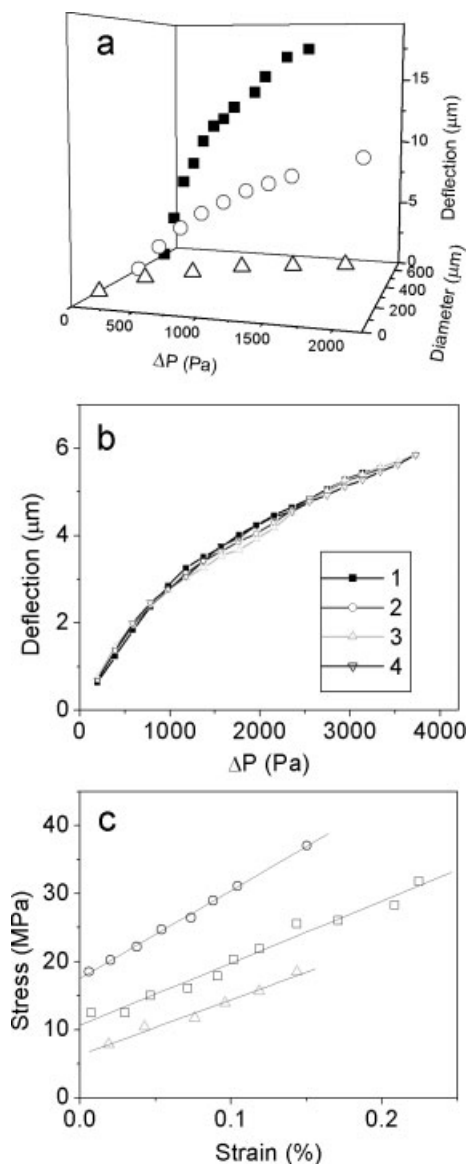 a
15
10
5
0
Deflection (μm)
600
400
200
0
Diameter (μm)
0
500
1000
1500
2000
ΔP (Pa)
b
6
4
2
0
Deflection (μm)
1
2
3
4
0 1000 2000 3000 4000
ΔP (Pa)
c
40
30
20
10
0
Stress (MPa)
0.0 0.1 0.2
Strain (%)